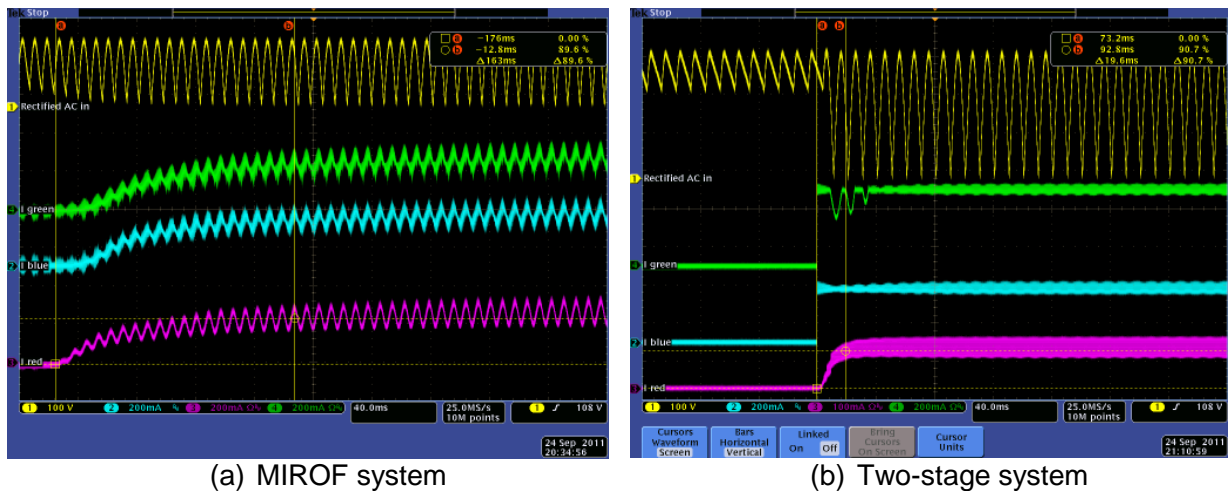 Tek Stop
a
b
a -176ms 0.00 %
b -12.8ms 89.6 %
Δ163ms Δ89.6 %
1 Rectified AC in
4 I green
2 I blue
3 I red
1 100 V 2 200mA 3 200mA Ω 4 200mA Ω
40.0ms
25.0MS/s
10M points
1 108 V
24 Sep 2011
20:34:56
(a) MIROF system
Tek Stop
a b
a 73.2ms 0.00 %
b 92.8ms 90.7 %
Δ19.6ms Δ90.7 %
1 Rectified AC in
4 I green
2 I blue
I red
1 100 V 2 200mA 3 100mA Ω 4 200mA Ω
40.0ms
25.0MS/s
10M points
1 108 V
Cursors
Waveform
Screen
Bars
Horizontal
Vertical
Linked
On Off
Bring
Cursors
On Screen
Cursor
Units
24 Sep 2011
21:10:59
(b) Two-stage system